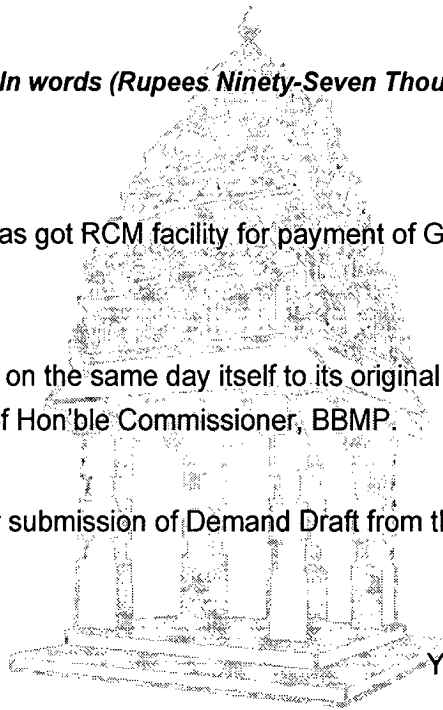 In words (Rupees Ninety-Seven Thou
as got RCM facility for payment of G
on the same day itself to its original
f Hon'ble Commissioner, BBMP.
submission of Demand Draft from th
Y